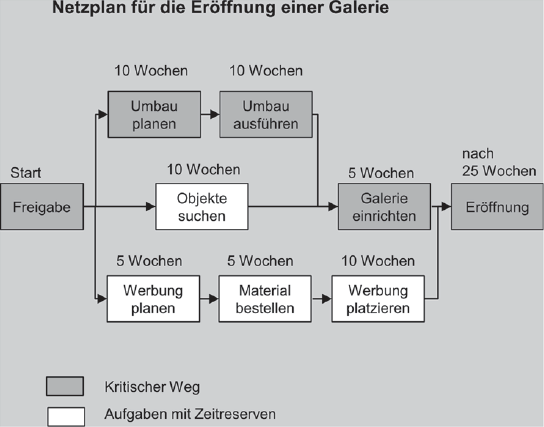 Netzplan für die Eröffnung einer Galerie
10 Wochen
10 Wochen
Umbau
planen
Umbau
ausführen
Start
Freigabe
10 Wochen
Objekte
suchen
5 Wochen
Galerie
einrichten
nach
25 Wochen
Eröffnung
5 Wochen
5 Wochen
10 Wochen
Werbung
planen
Material
bestellen
Werbung
platzieren
Kritischer Weg
Aufgaben mit Zeitreserven